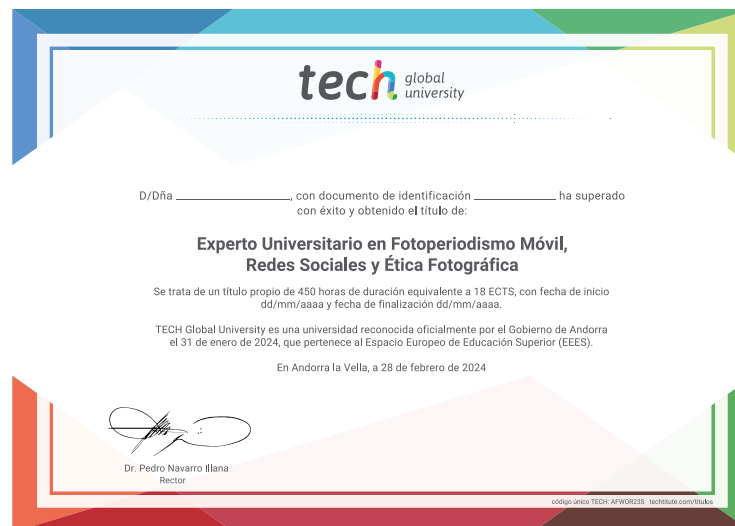 tech global university
D/Dña ________________, con documento de identificación ____________ ha superado
con éxito y obtenido el título de:
Experto Universitario en Fotoperiodismo Móvil,
Redes Sociales y Ética Fotográfica
Se trata de un título propio de 450 horas de duración equivalente a 18 ECTS, con fecha de inicio
dd/mm/aaaa y fecha de finalización dd/mm/aaaa.
TECH Global University es una universidad reconocida oficialmente por el Gobierno de Andorra
el 31 de enero de 2024, que pertenece al Espacio Europeo de Educación Superior (EEES).
En Andorra la Vella, a 28 de febrero de 2024
Dr. Pedro Navarro Illana
Rector
código único TECH: AFWOR23S techtitute.com/titulos